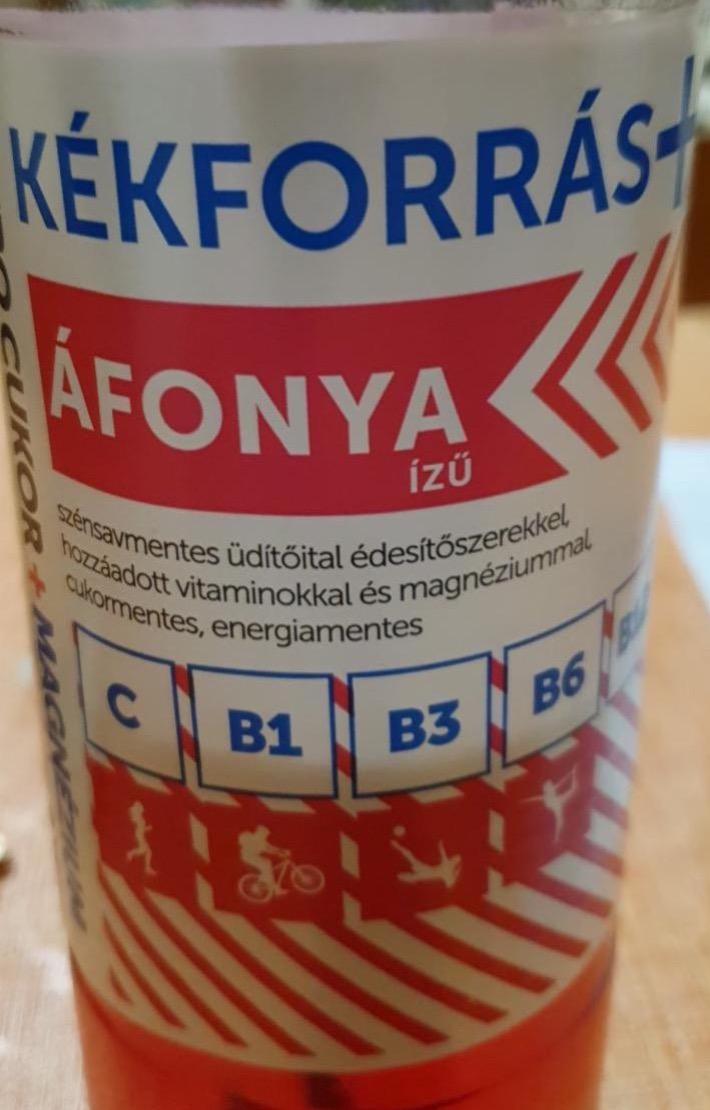 KÉKFORRÁS+
ÁFONYA
ÍZŰ
szénsavmentes üdítőital édesítőszerekkel,
hozzáadott vitaminokkal és magnéziummal,
cukormentes, energiamentes
C
B1
B3
B6
CUKOR + MAGNÉZIUM